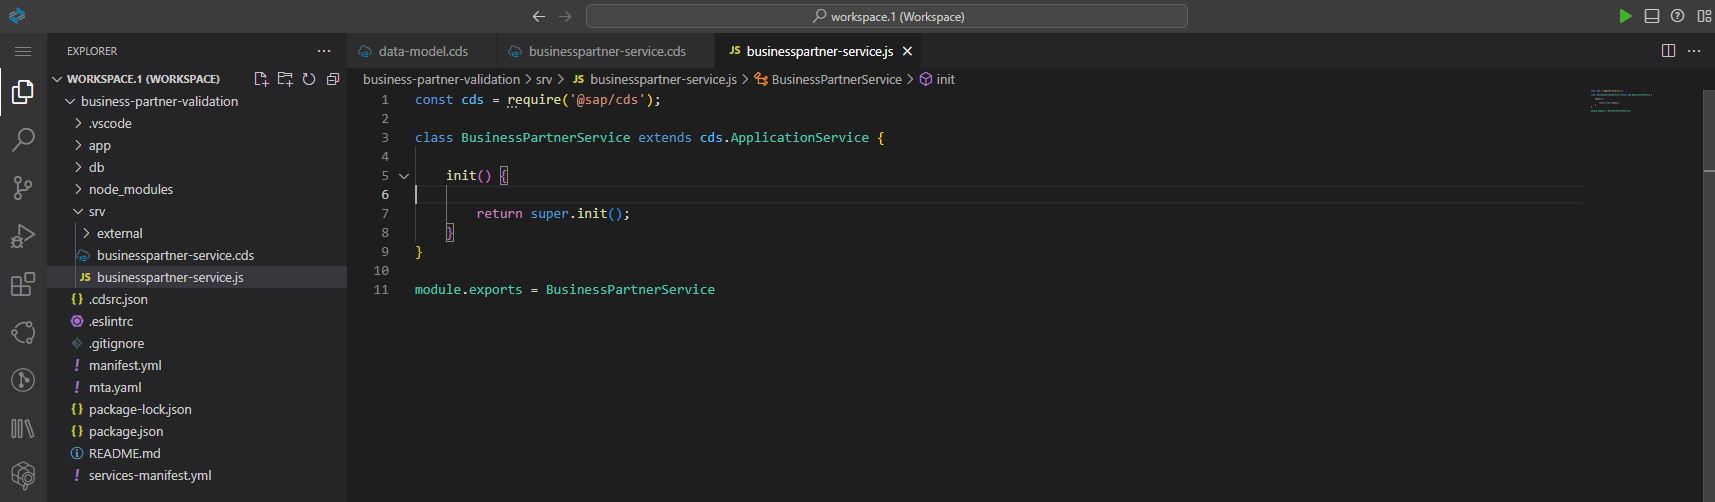 workspace.1 (Workspace)
EXPLORER
WORKSPACE.1 (WORKSPACE)
business-partner-validation
.vscode
app
db
node_modules
srv
external
businesspartner-service.cds
JS businesspartner-service.js
{} .cdsrc.json
.eslintrc
.gitignore
! manifest.yml
! mta.yaml
{} package-lock.json
{} package.json
README.md
! services-manifest.yml
data-model.cds businesspartner-service.cds JS businesspartner-service.js
business-partner-validation > srv > JS businesspartner-service.js > BusinessPartnerService > init
1 const cds = require('@sap/cds');
2
3 class BusinessPartnerService extends cds.ApplicationService {
4
5 init() {
6
7 return super.init();
8 }
9 }
10
11 module.exports = BusinessPartnerService